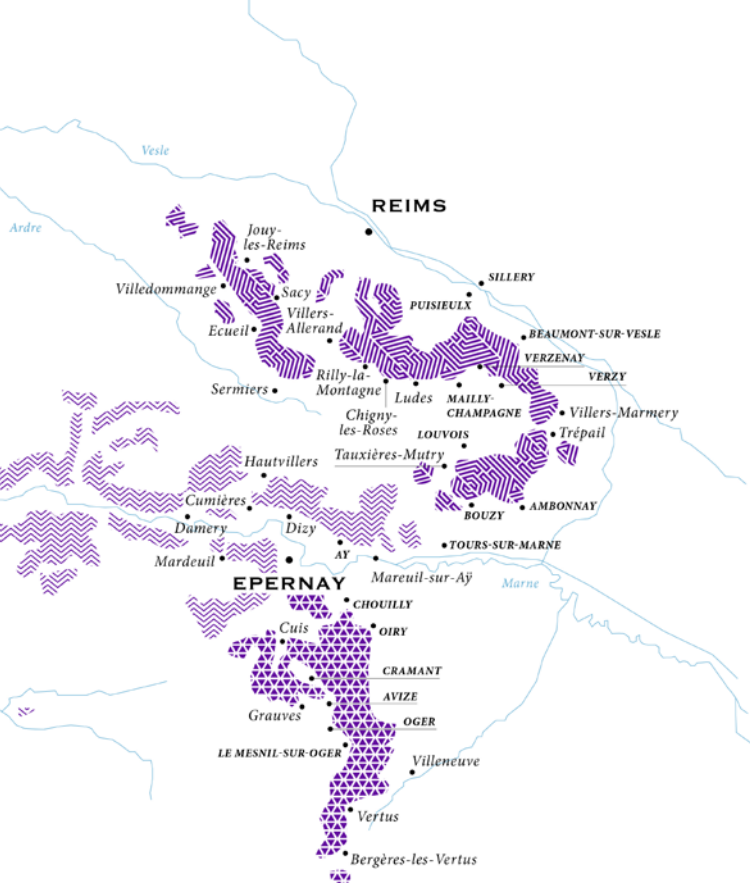 Vesle
REIMS
Ardre
Jouy-
les-Reims
SILLERY
Villedommange
Sacy
PUISIEULX
Villers-
Allerand
Ecueil
BEAUMONT-SUR-VESLE
VERZENAY
VERZY
Rilly-la-
Montagne
Sermiers
Ludes
MAILLY-
CHAMPAGNE
Chigny-
les-Roses
Villers-Marmery
LOUVOIS
Trépail
Tauxières-Mutry
Hautvillers
Cumières
BOUZY
AMBONNAY
Damery
Dizy
AY
TOURS-SUR-MARNE
Mardeuil
Mareuil-sur-Aÿ
EPERNAY
Marne
CHOUILLY
Cuis
OIRY
CRAMANT
AVIZE
Grauves
OGER
LE MESNIL-SUR-OGER
Villeneuve
Vertus
Bergères-les-Vertus